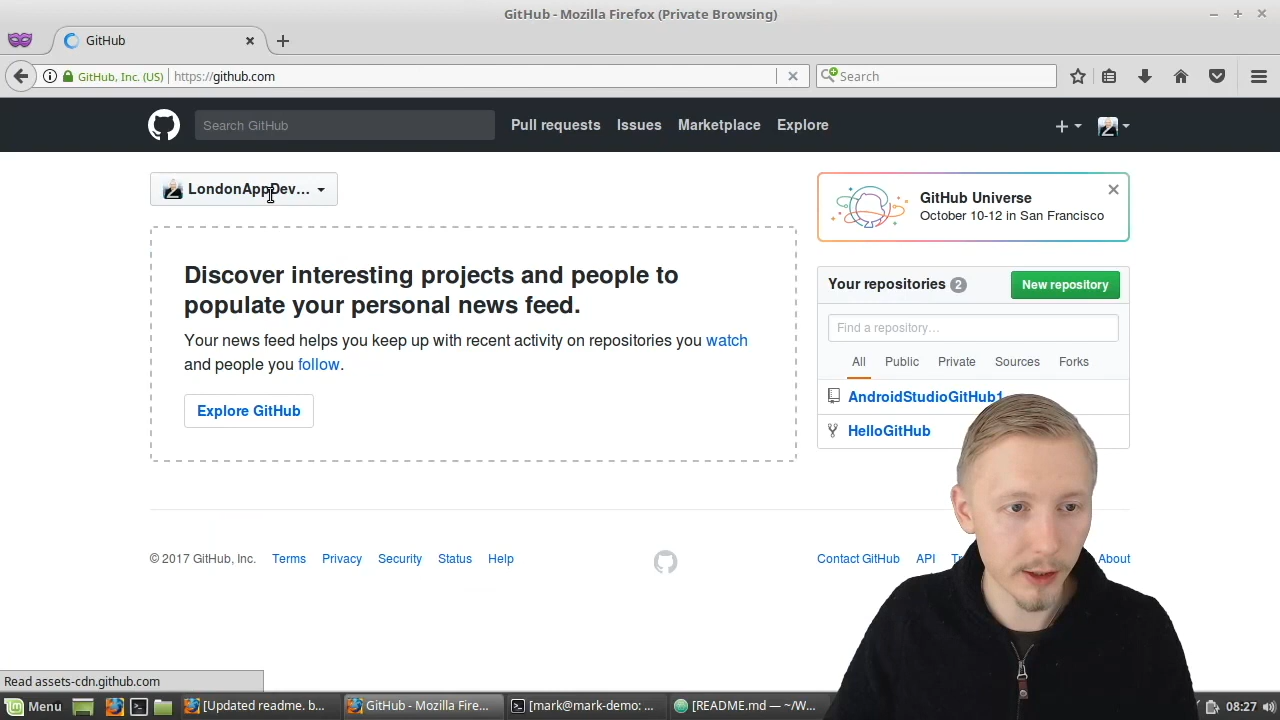 GitHub - Mozilla Firefox (Private Browsing)
GitHub
GitHub, Inc. (US)
https://github.com
Search
Search GitHub
Pull requests
Issues
Marketplace
Explore
LondonAppDev...
GitHub Universe
October 10-12 in San Francisco
Discover interesting projects and people to
populate your personal news feed.
Your news feed helps you keep up with recent activity on repositories you watch
and people you follow.
Explore GitHub
Your repositories 2
New repository
Find a repository...
All
Public
Private
Sources
Forks
AndroidStudioGitHub1
HelloGitHub
© 2017 GitHub, Inc.
Terms
Privacy
Security
Status
Help
Contact GitHub
API
About
Read assets-cdn.github.com
Menu
[Updated readme. b...
GitHub - Mozilla Fire...
[mark@mark-demo: ...
[README.md — ~/W...
08:27